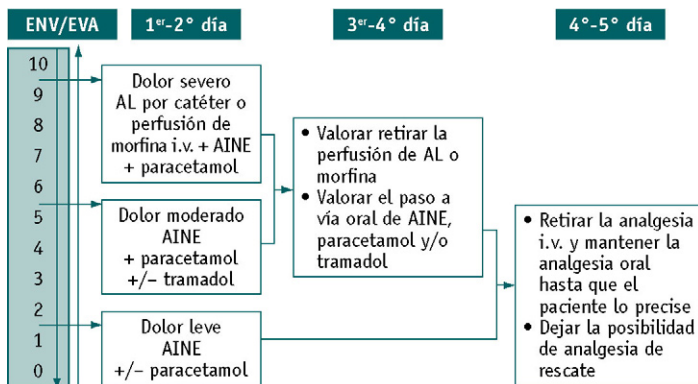 ENV/EVA
1er-2° día
3er-4° día
4°-5° día
10
9
8
7
6
5
4
3
2
1
0
Dolor severo
AL por catéter o
perfusión de
morfina i.v. + AINE
+ paracetamol
Dolor moderado
AINE
+ paracetamol
+/– tramadol
Dolor leve
AINE
+/– paracetamol
• Valorar retirar la
perfusión de AL o
morfina
• Valorar el paso a
vía oral de AINE,
paracetamol y/o
tramadol
• Retirar la analgesia
i.v. y mantener la
analgesia oral
hasta que el
paciente lo precise
• Dejar la posibilidad
de analgesia de
rescate